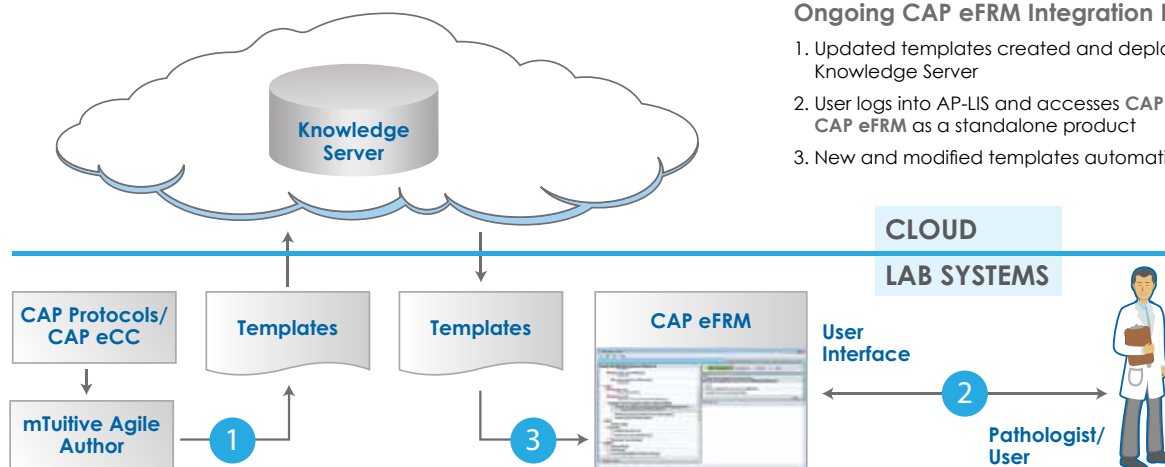 Ongoing CAP eFRM Integration
1. Updated templates created and
Knowledge Server
2. User logs into AP-LIS and accesses CAP
CAP eFRM as a standalone product
3. New and modified templates
Knowledge
Server
CLOUD
LAB SYSTEMS
CAP Protocols/
CAP eCC
Templates
Templates
CAP eFRM
User
Interface
mTuitive Agile
Author
1
3
2
Pathologist/
User